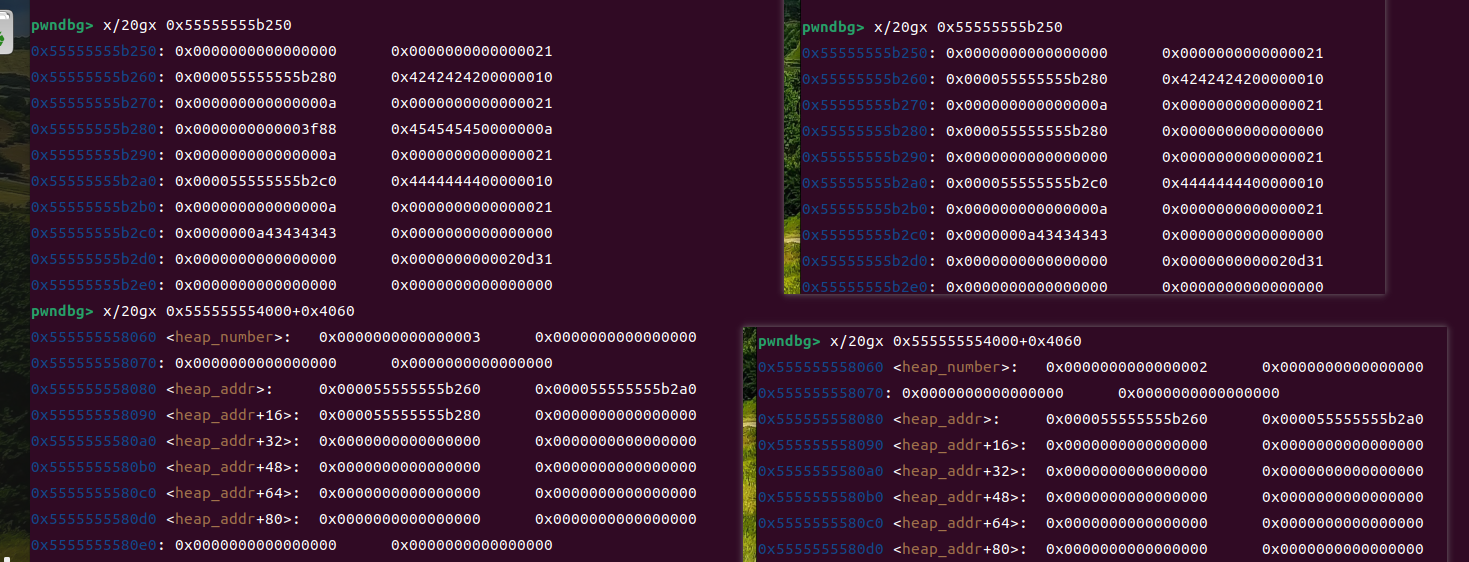 pwndbg> x/20gx 0x55555555b250
0x55555555b250: 0x0000000000000000 0x0000000000000021
0x55555555b260: 0x000055555555b280 0x4242424200000010
0x55555555b270: 0x000000000000000a 0x0000000000000021
0x55555555b280: 0x0000000000003f88 0x454545450000000a
0x55555555b290: 0x000000000000000a 0x0000000000000021
0x55555555b2a0: 0x000055555555b2c0 0x4444444400000010
0x55555555b2b0: 0x000000000000000a 0x0000000000000021
0x55555555b2c0: 0x0000000a43434343 0x0000000000000000
0x55555555b2d0: 0x0000000000000000 0x0000000000020d31
0x55555555b2e0: 0x0000000000000000 0x0000000000000000
pwndbg> x/20gx 0x555555554000+0x4060
0x555555558060 <heap_number>: 0x0000000000000003 0x0000000000000000
0x555555558070: 0x0000000000000000 0x0000000000000000
0x555555558080 <heap_addr>: 0x000055555555b260 0x000055555555b2a0
0x555555558090 <heap_addr+16>: 0x000055555555b280 0x0000000000000000
0x5555555580a0 <heap_addr+32>: 0x0000000000000000 0x0000000000000000
0x5555555580b0 <heap_addr+48>: 0x0000000000000000 0x0000000000000000
0x5555555580c0 <heap_addr+64>: 0x0000000000000000 0x0000000000000000
0x5555555580d0 <heap_addr+80>: 0x0000000000000000 0x0000000000000000
0x5555555580e0: 0x0000000000000000 0x0000000000000000
pwndbg> x/20gx 0x55555555b250
0x55555555b250: 0x0000000000000000 0x0000000000000021
0x55555555b260: 0x000055555555b280 0x4242424200000010
0x55555555b270: 0x000000000000000a 0x0000000000000021
0x55555555b280: 0x000055555555b280 0x0000000000000000
0x55555555b290: 0x0000000000000000 0x0000000000000021
0x55555555b2a0: 0x000055555555b2c0 0x4444444400000010
0x55555555b2b0: 0x000000000000000a 0x0000000000000021
0x55555555b2c0: 0x0000000a43434343 0x0000000000000000
0x55555555b2d0: 0x0000000000000000 0x0000000000020d31
0x55555555b2e0: 0x0000000000000000 0x0000000000000000
pwndbg> x/20gx 0x555555554000+0x4060
0x555555558060 <heap_number>: 0x0000000000000002 0x0000000000000000
0x555555558070: 0x0000000000000000 0x0000000000000000
0x555555558080 <heap_addr>: 0x000055555555b260 0x000055555555b2a0
0x555555558090 <heap_addr+16>: 0x0000000000000000 0x0000000000000000
0x5555555580a0 <heap_addr+32>: 0x0000000000000000 0x0000000000000000
0x5555555580b0 <heap_addr+48>: 0x0000000000000000 0x0000000000000000
0x5555555580c0 <heap_addr+64>: 0x0000000000000000 0x0000000000000000
0x5555555580d0 <heap_addr+80>: 0x0000000000000000 0x0000000000000000